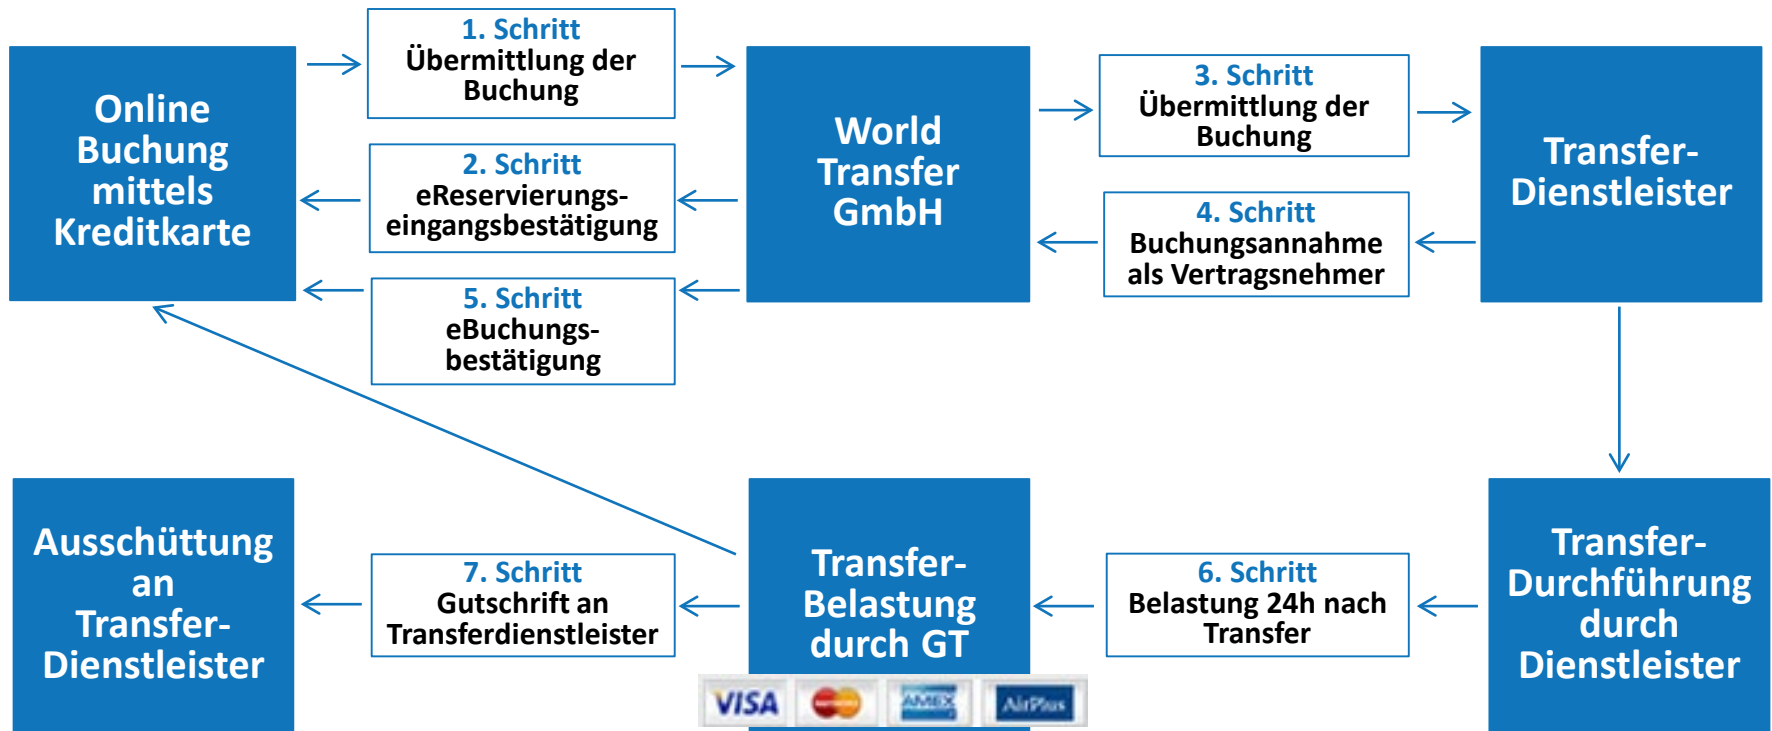 Online
Buchung
mittels
Kreditkarte
1. Schritt
Übermittlung der
Buchung
2. Schritt
eReservierungs-
eingangsbestätigung
5. Schritt
eBuchungs-
bestätigung
World
Transfer
GmbH
3. Schritt
Übermittlung der
Buchung
4. Schritt
Buchungsannahme
als Vertragsnehmer
Transfer-
Dienstleister
Ausschüttung
an
Transfer-
Dienstleister
7. Schritt
Gutschrift an
Transferdienstleister
Transfer-
Belastung
durch GT
VISA
MasterCard
AMEX
AirPlus
6. Schritt
Belastung 24h nach
Transfer
Transfer-
Durchführung
durch
Dienstleister